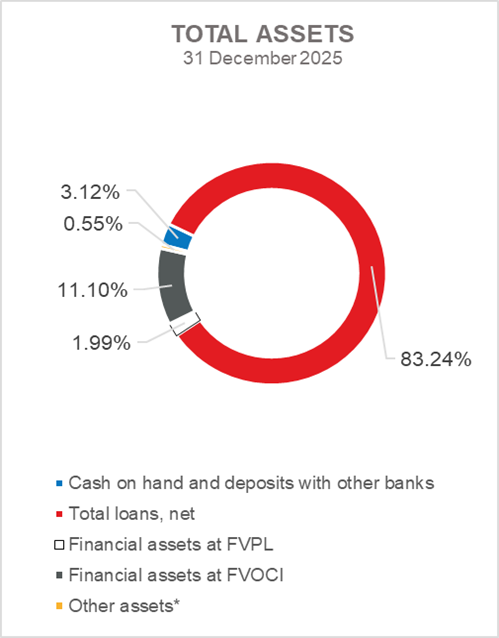 TOTAL ASSETS
31 December 2025
3.12%
0.55%
11.10%
1.99%
83.24%
Cash on hand and deposits with other banks
Total loans, net
Financial assets at FVPL
Financial assets at FVOCI
Other assets*